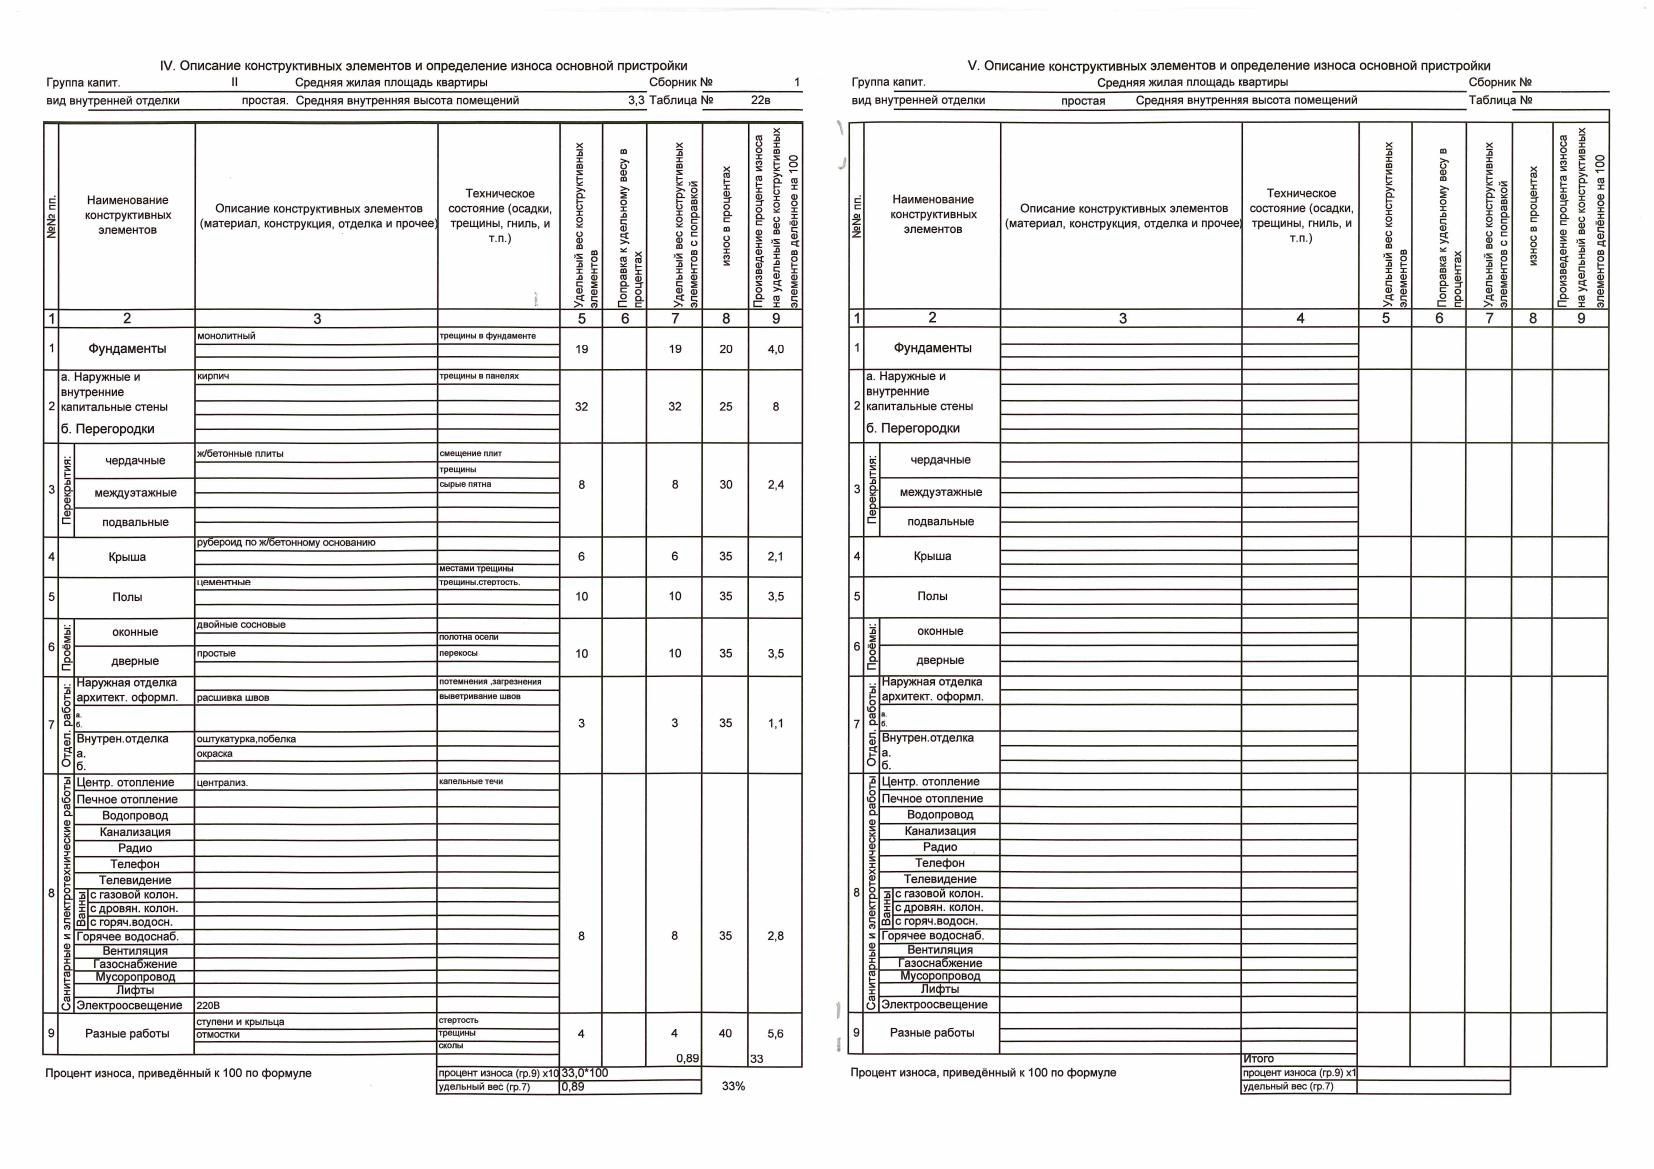 IV. Описание конструктивных элементов и определение износа основной пристройки
Группа капит. II Средняя жилая площадь квартиры Сборник № 1
вид внутренней отделки простая. Средняя внутренняя высота помещений 3,3 Таблица № 22в
№№ пп.
Наименование конструктивных элементов
Описание конструктивных элементов (материал, конструкция, отделка и прочее)
Техническое состояние (осадки, трещины, гниль, и т.п.)
Удельный вес конструктивных элементов
Поправка к удельному весу в процентах
Удельный вес конструктивных элементов с поправкой
износ в процентах
Произведение процента износа на удельный вес конструктивных элементов делённое на 100
1 2 3 5 6 7 8 9
1 Фундаменты монолитный трещины в фундаменте 19 19 20 4,0
2 а. Наружные и внутренние капитальные стены кирпич трещины в панелях 32 32 25 8
б. Перегородки
3 Перекрытия: 8 8 30 2,4
чердачные ж/бетонные плиты смещение плит
трещины
междуэтажные сырые пятна
подвальные
4 Крыша рубероид по ж/бетонному основанию местами трещины 6 6 35 2,1
5 Полы цементные трещины.стертость. 10 10 35 3,5
6 Проёмы: 10 10 35 3,5
оконные двойные сосновые полотна осели
дверные простые перекосы
7 Отдел. работы: 3 3 35 1,1
Наружная отделка потемнения ,загрезнения
архитект. оформл. расшивка швов выветривание швов
а.
б.
Внутрен.отделка оштукатурка,побелка
а. окраска
б.
8 Санитарные и электротехнические работы 8 8 35 2,8
Центр. отопление централиз. капельные течи
Печное отопление
Водопровод
Канализация
Радио
Телефон
Телевидение
Ванны
с газовой колон.
с дровян. колон.
с горяч.водосн.
Горячее водоснаб.
Вентиляция
Газоснабжение
Мусоропровод
Лифты
Электроосвещение 220В
9 Разные работы ступени и крыльца стертость 4 4 40 5,6
отмостки трещины
сколы
0,89 33
Процент износа, приведённый к 100 по формуле процент износа (гр.9) x10 33,0*100
удельный вес (гр.7) 0,89 33%
V. Описание конструктивных элементов и определение износа основной пристройки
Группа капит. Средняя жилая площадь квартиры Сборник №
вид внутренней отделки простая Средняя внутренняя высота помещений Таблица №
№№ пп.
Наименование конструктивных элементов
Описание конструктивных элементов (материал, конструкция, отделка и прочее)
Техническое состояние (осадки, трещины, гниль, и т.п.)
Удельный вес конструктивных элементов
Поправка к удельному весу в процентах
Удельный вес конструктивных элементов с поправкой
износ в процентах
Произведение процента износа на удельный вес конструктивных элементов делённое на 100
1 2 3 4 5 6 7 8 9
1 Фундаменты
2 а. Наружные и внутренние капитальные стены
б. Перегородки
3 Перекрытия:
чердачные
междуэтажные
подвальные
4 Крыша
5 Полы
6 Проёмы:
оконные
дверные
7 Отдел. работы:
Наружная отделка
архитект. оформл.
а.
б.
Внутрен.отделка
а.
б.
8 Санитарные и электротехнические работы
Центр. отопление
Печное отопление
Водопровод
Канализация
Радио
Телефон
Телевидение
Ванны
с газовой колон.
с дровян. колон.
с горяч.водосн.
Горячее водоснаб.
Вентиляция
Газоснабжение
Мусоропровод
Лифты
Электроосвещение
9 Разные работы
Итого
Процент износа, приведённый к 100 по формуле процент износа (гр.9) x1
удельный вес (гр.7)